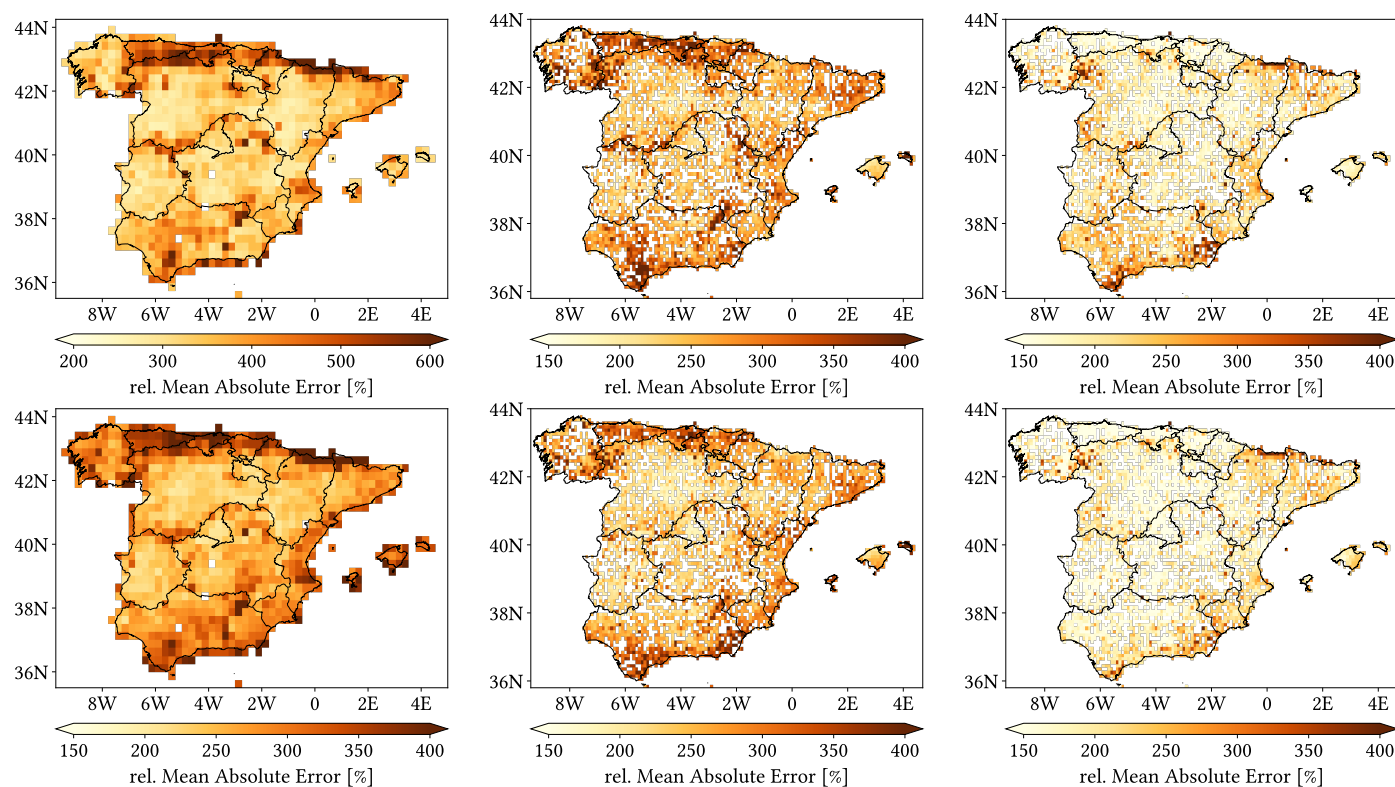 44N 44N 44N
42N 42N 42N
40N 40N 40N
38N 38N 38N
36N 36N 36N
8W 6W 4W 2W 0 2E 4E 8W 6W 4W 2W 0 2E 4E 8W 6W 4W 2W 0 2E 4E
200 300 400 500 600 150 200 250 300 350 400 150 200 250 300 350 400
rel. Mean Absolute Error [%] rel. Mean Absolute Error [%] rel. Mean Absolute Error [%]
44N 44N 44N
42N 42N 42N
40N 40N 40N
38N 38N 38N
36N 36N 36N
8W 6W 4W 2W 0 2E 4E 8W 6W 4W 2W 0 2E 4E 8W 6W 4W 2W 0 2E 4E
150 200 250 300 350 400 150 200 250 300 350 400 150 200 250 300 350 400
rel. Mean Absolute Error [%] rel. Mean Absolute Error [%] rel. Mean Absolute Error [%]